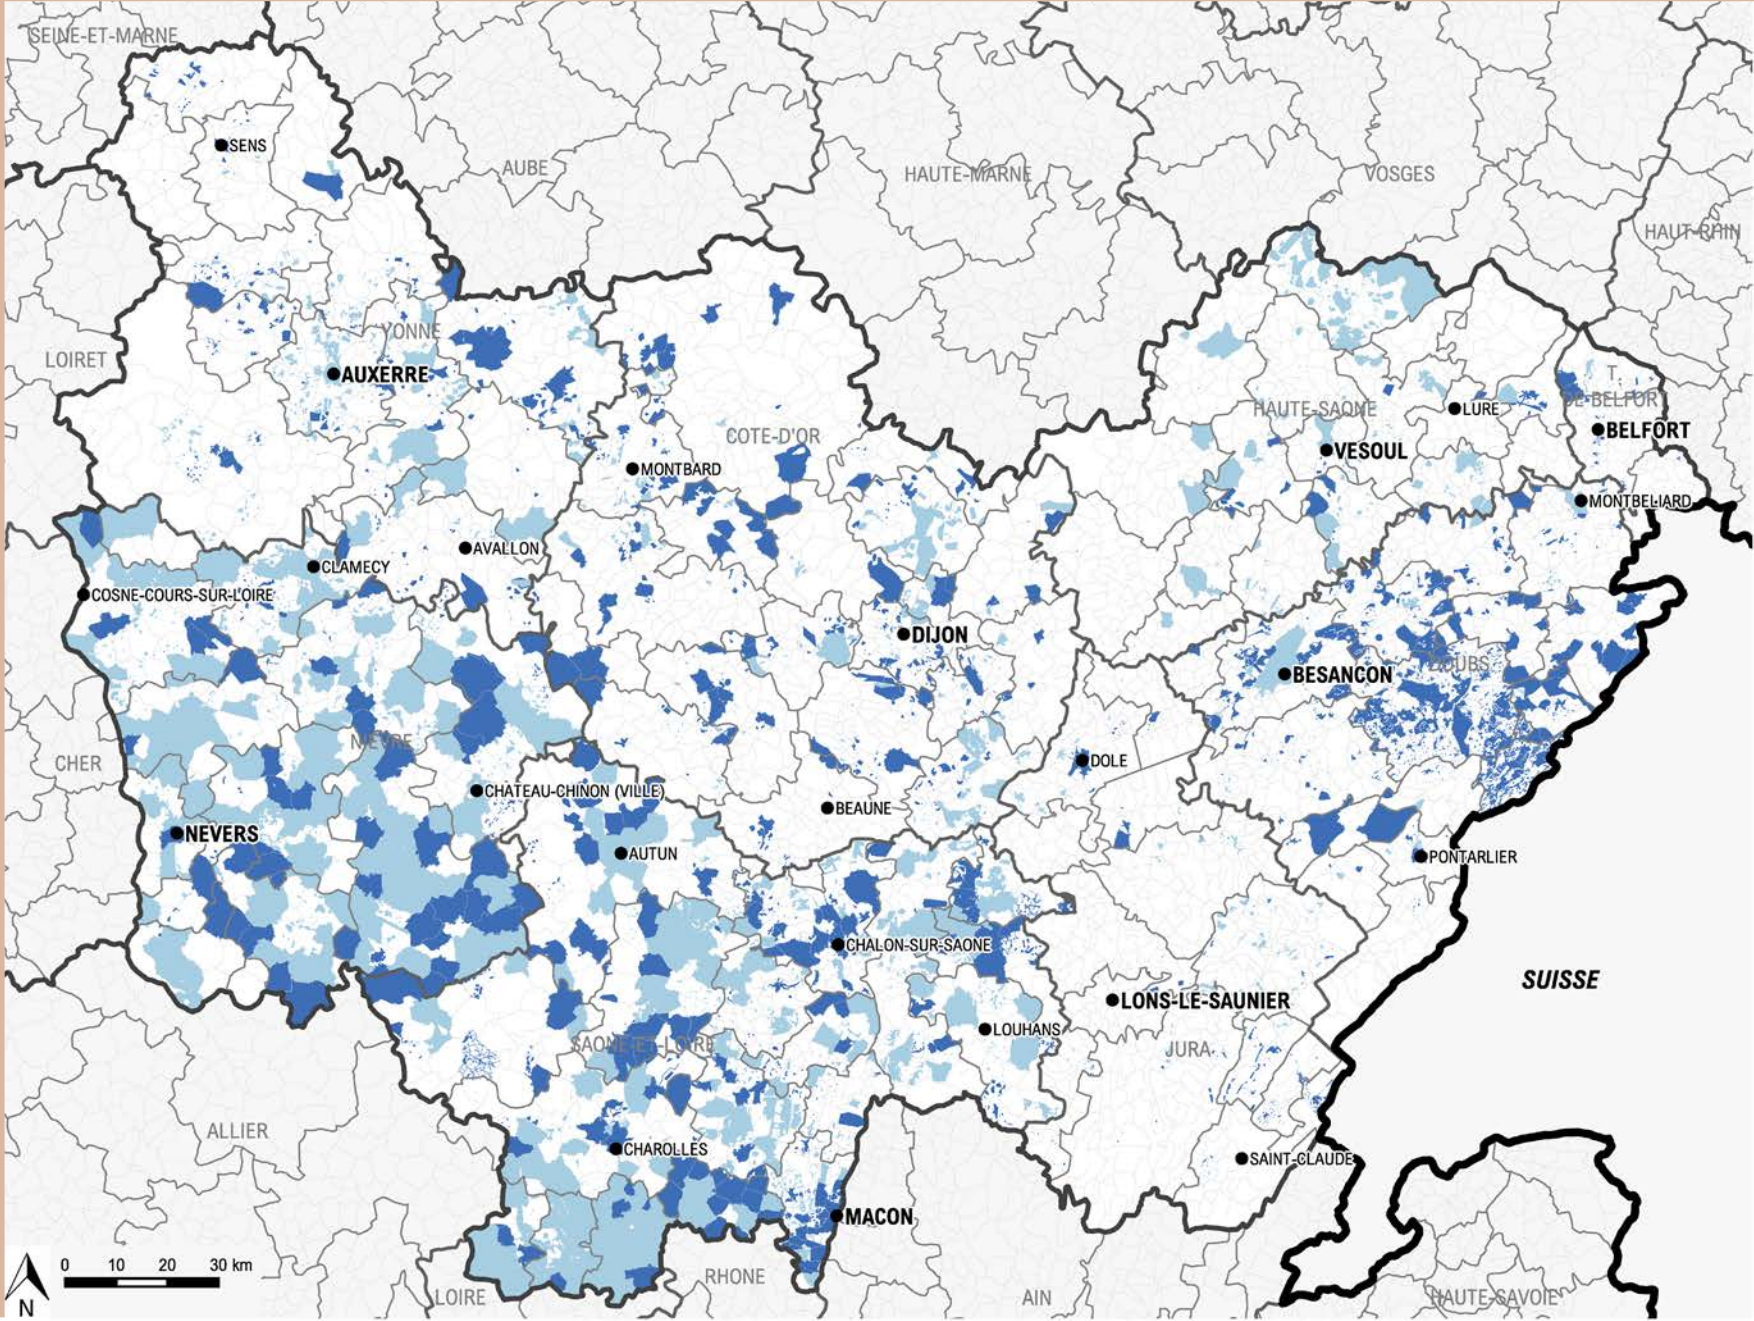 SEINE-ET-MARNE
SENS
AUBE
HAUTE-MARNE
VOSGES
HAUT-RHIN
LOIRET
YONNE
AUXERRE
COTE-D'OR
MONTBARD
HAUTE-SAONE
VESOUL
LURE
T.
DE-BELFORT
BELFORT
MONTBELIARD
CLAMECY
AVALLON
COSNE-COURS-SUR-LOIRE
DIJON
BESANCON
DOUBS
CHER
NIEVRE
CHATEAU-CHINON (VILLE)
DOLE
BEAUNE
NEVERS
AUTUN
PONTARLIER
CHALON-SUR-SAONE
SUISSE
LONS-LE-SAUNIER
LOUHANS
SAONE-ET-LOIRE
JURA
ALLIER
CHAROLLES
SAINT-CLAUDE
MACON
0 10 20 30 km
N
LOIRE
RHONE
AIN
HAUTE-SAVOIE